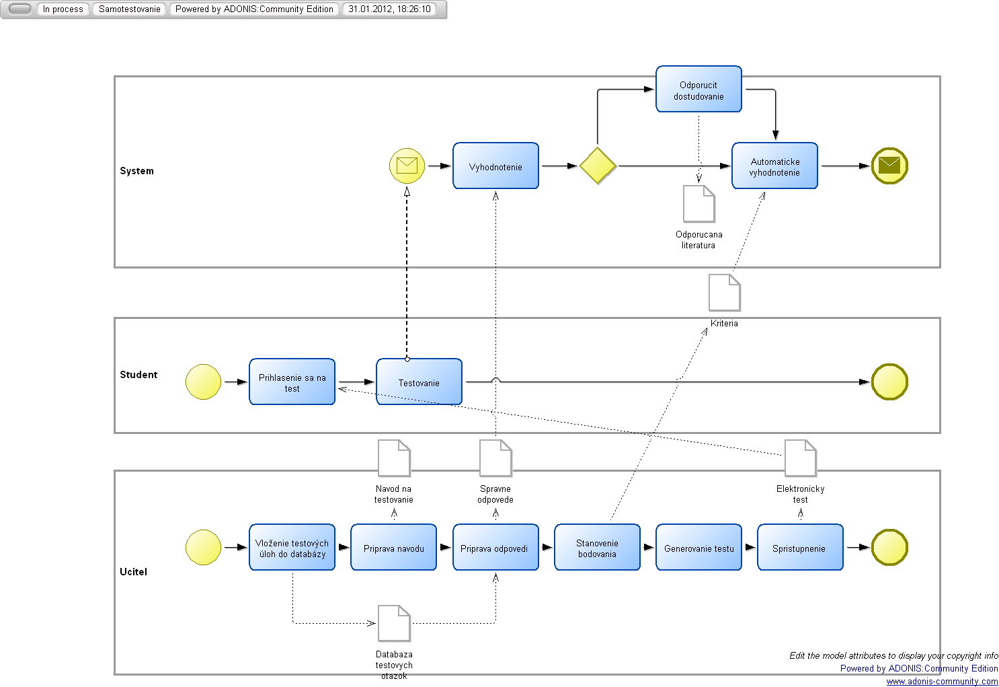 In process
Samotestovanie
Powered by ADONIS:Community Edition
31.01.2012, 18:26:10
Odporucit
dostudovanie
System
Vyhodnotenie
Automaticke
vyhodnotenie
Odporucana
literatura
Kriteria
Student
Prihlasenie sa na
test
Testovanie
Navod na
testovanie
Spravne
odpovede
Elektronicky
test
Ucitel
Vloženie testových
úloh do databázy
Priprava navodu
Priprava odpovedi
Stanovenie
bodovania
Generovanie testu
Spristupnenie
Databaza
testovych
otazok
Edit the model attributes to display your copyright info
Powered by ADONIS:Community Edition
www.adonis-community.com